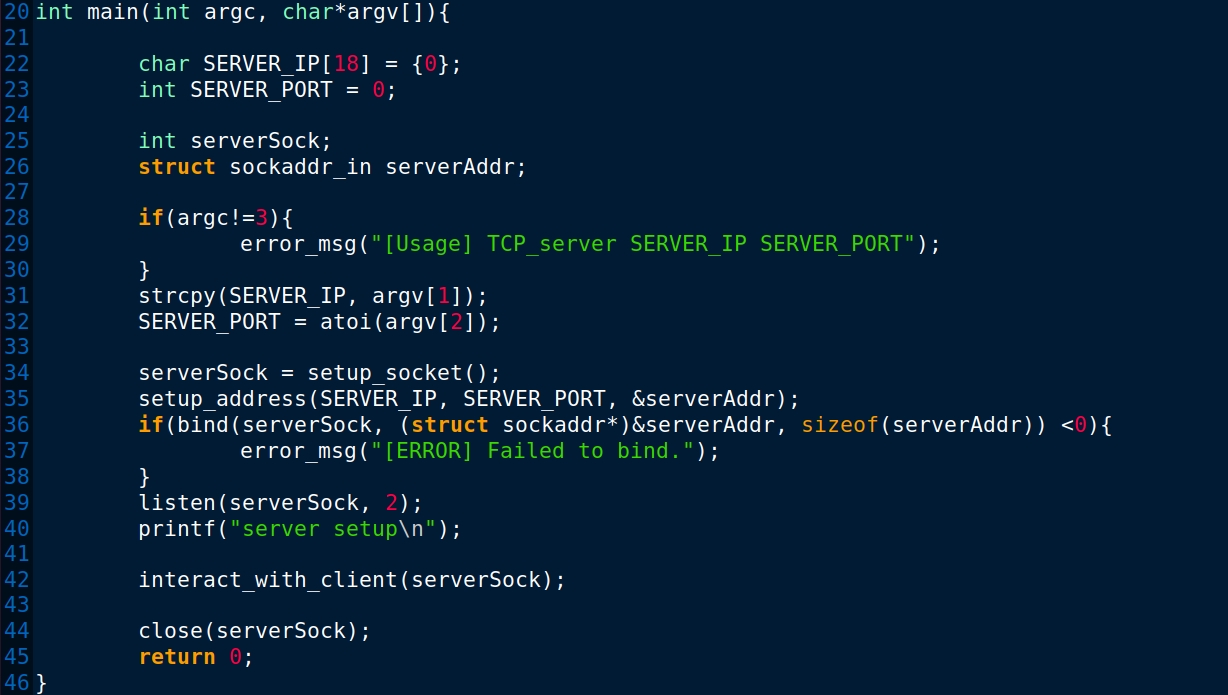 20 int main(int argc, char*argv[]){
21
22         char SERVER_IP[18] = {0};
23         int SERVER_PORT = 0;
24
25         int serverSock;
26         struct sockaddr_in serverAddr;
27
28         if(argc!=3){
29                 error_msg("[Usage] TCP_server SERVER_IP SERVER_PORT");
30         }
31         strcpy(SERVER_IP, argv[1]);
32         SERVER_PORT = atoi(argv[2]);
33
34         serverSock = setup_socket();
35         setup_address(SERVER_IP, SERVER_PORT, &serverAddr);
36         if(bind(serverSock, (struct sockaddr*)&serverAddr, sizeof(serverAddr)) <0){
37                 error_msg("[ERROR] Failed to bind.");
38         }
39         listen(serverSock, 2);
40         printf("server setup\n");
41
42         interact_with_client(serverSock);
43
44         close(serverSock);
45         return 0;
46 }